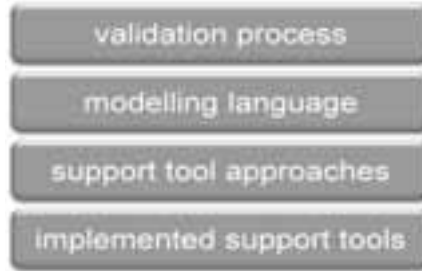 validation process
modelling language
support tool approaches
implemented support tools